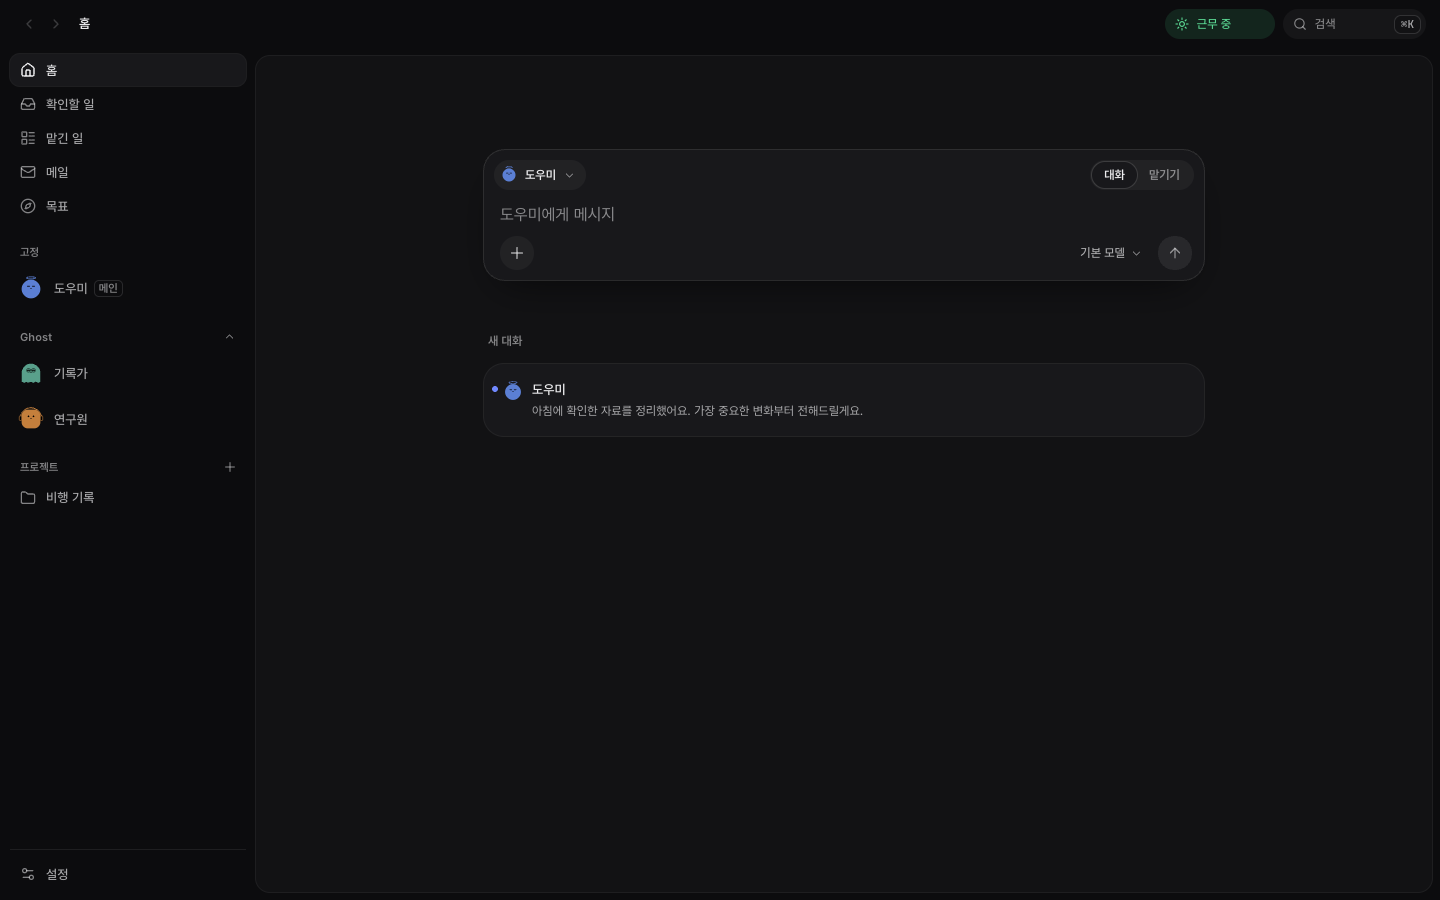 홈
근무 중
검색
⌘K
홈
확인할 일
맡긴 일
메일
목표
고정
도우미 메인
Ghost
기록가
연구원
프로젝트
비행 기록
설정
도우미
대화
맡기기
도우미에게 메시지
기본 모델
새 대화
도우미
아침에 확인한 자료를 정리했어요. 가장 중요한 변화부터 전해드릴게요.